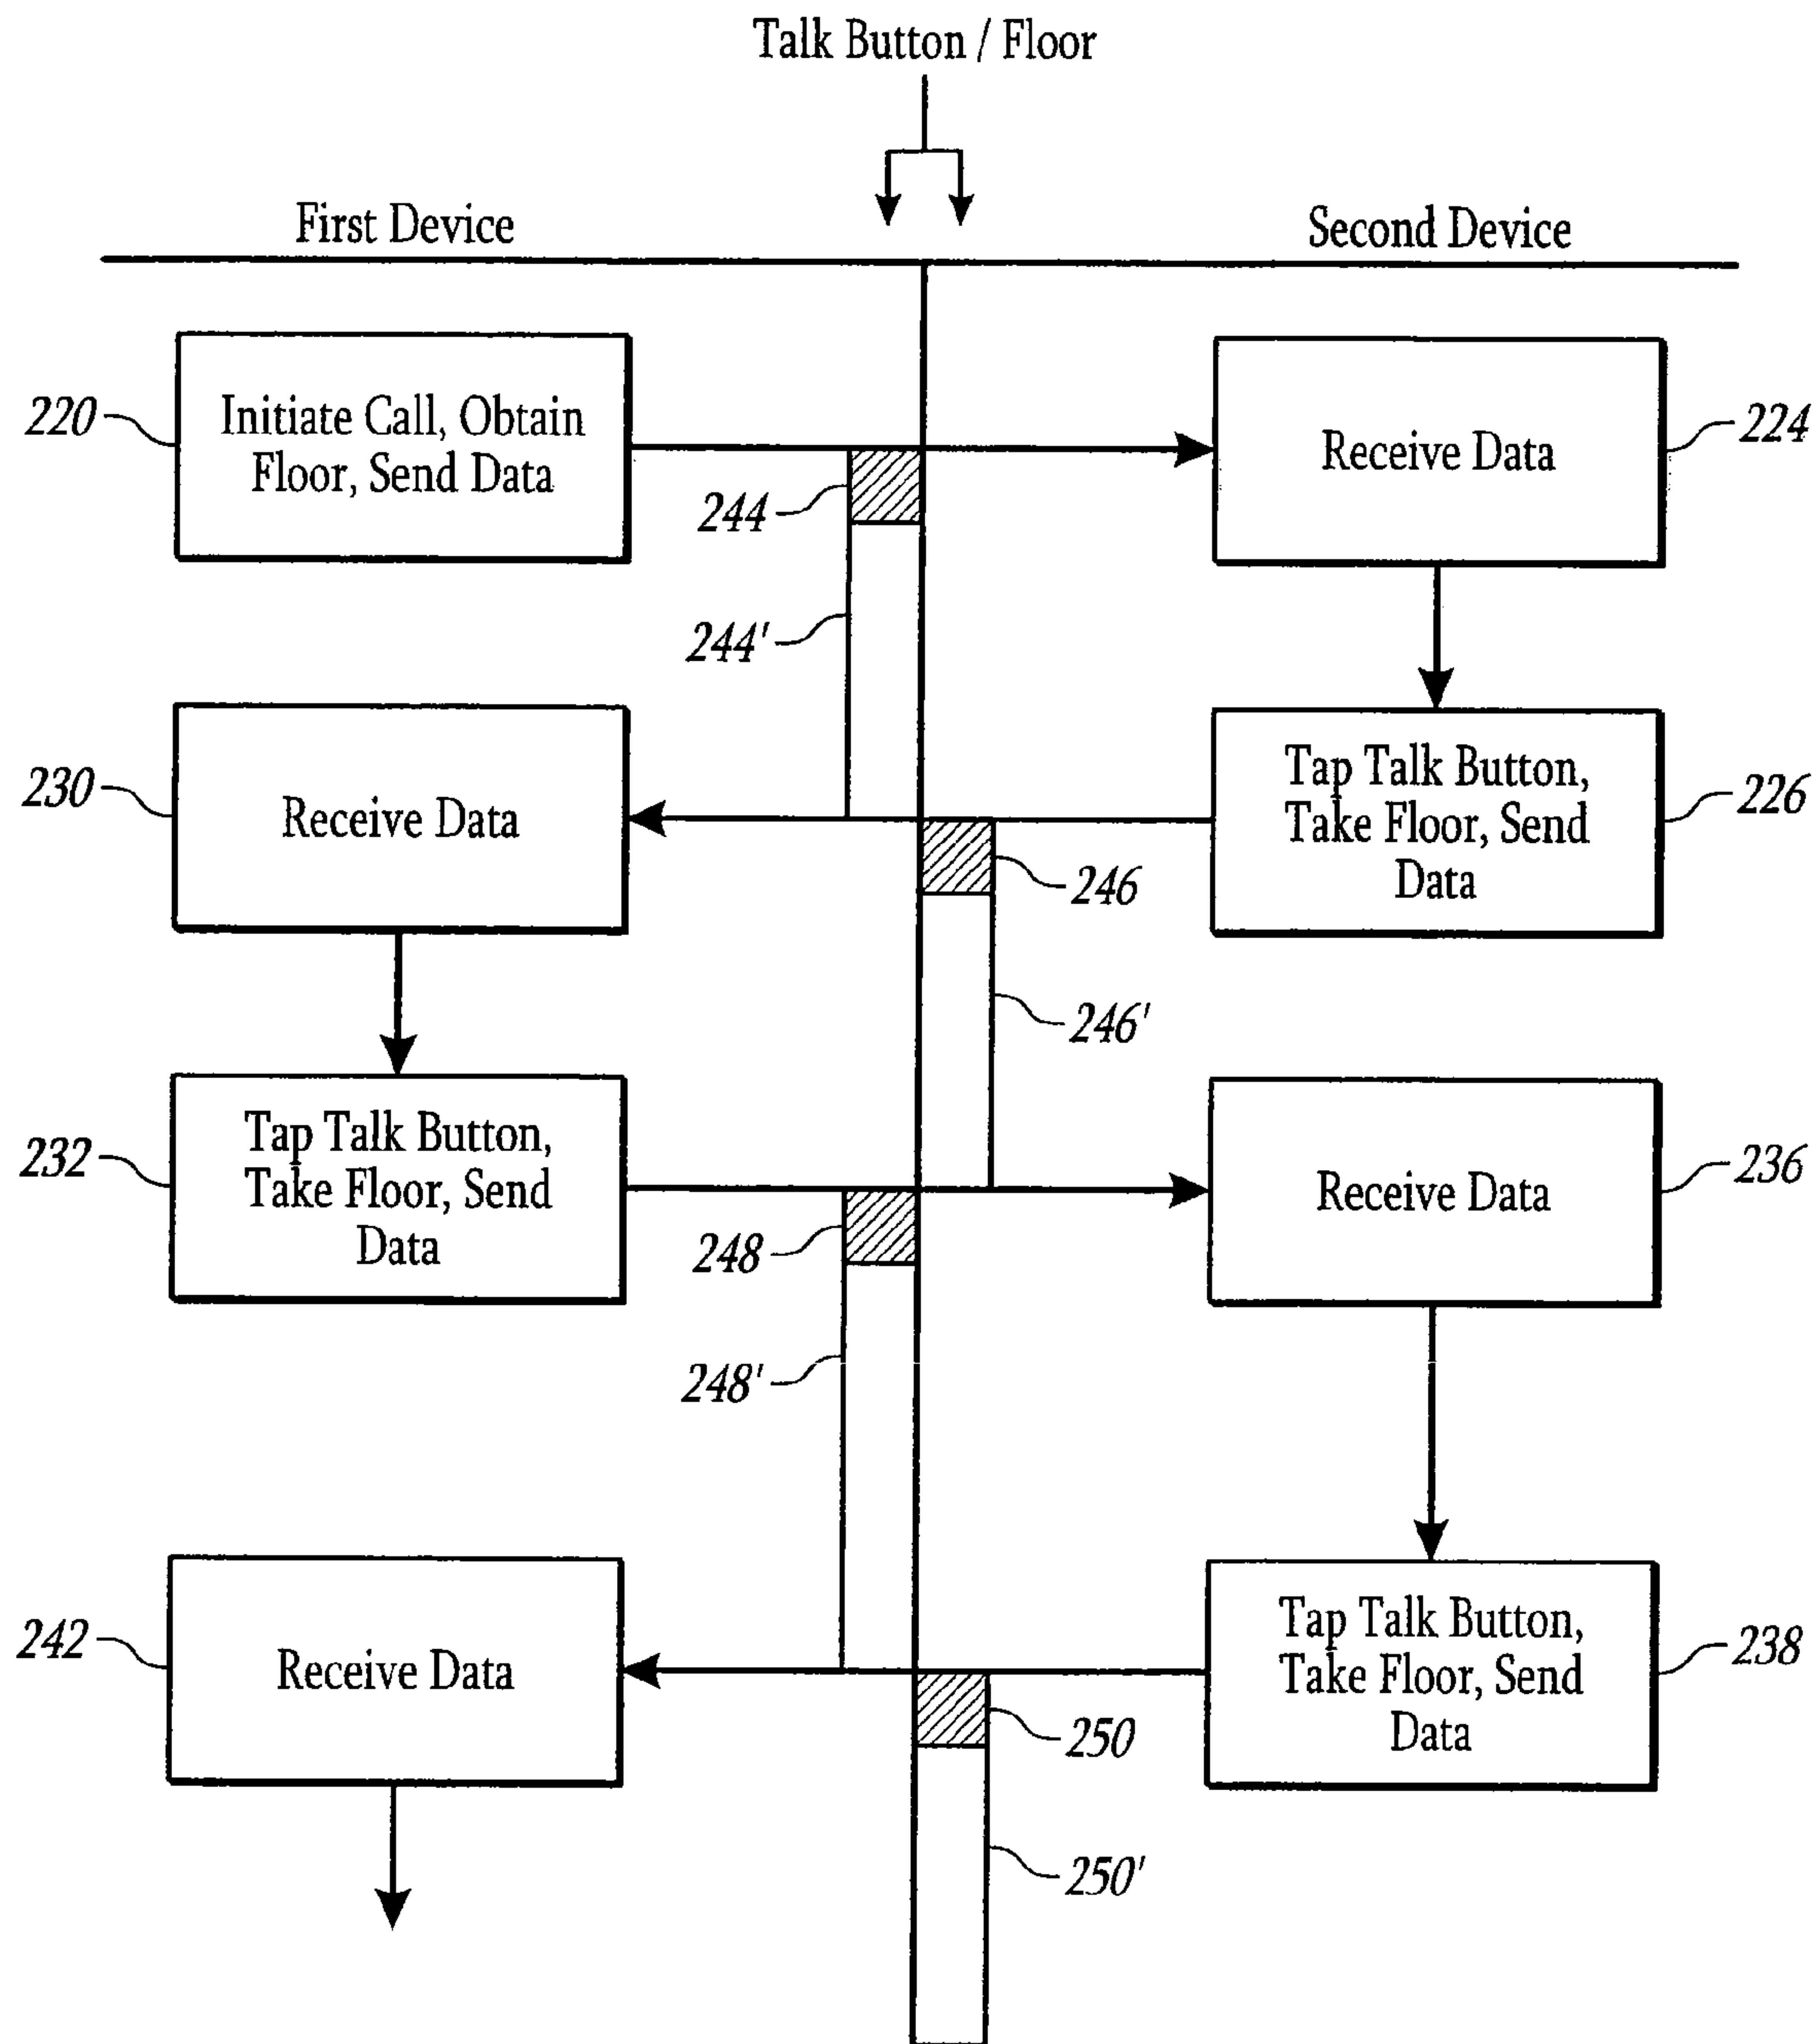 Talk Button / Floor
First Device
Second Device
220
Initiate Call, Obtain
Floor, Send Data
Receive Data
224
244
244'
230
Receive Data
Tap Talk Button,
Take Floor, Send
Data
226
246
246'
232
Tap Talk Button,
Take Floor, Send
Data
Receive Data
236
248
248'
242
Receive Data
Tap Talk Button,
Take Floor, Send
Data
238
250
250'